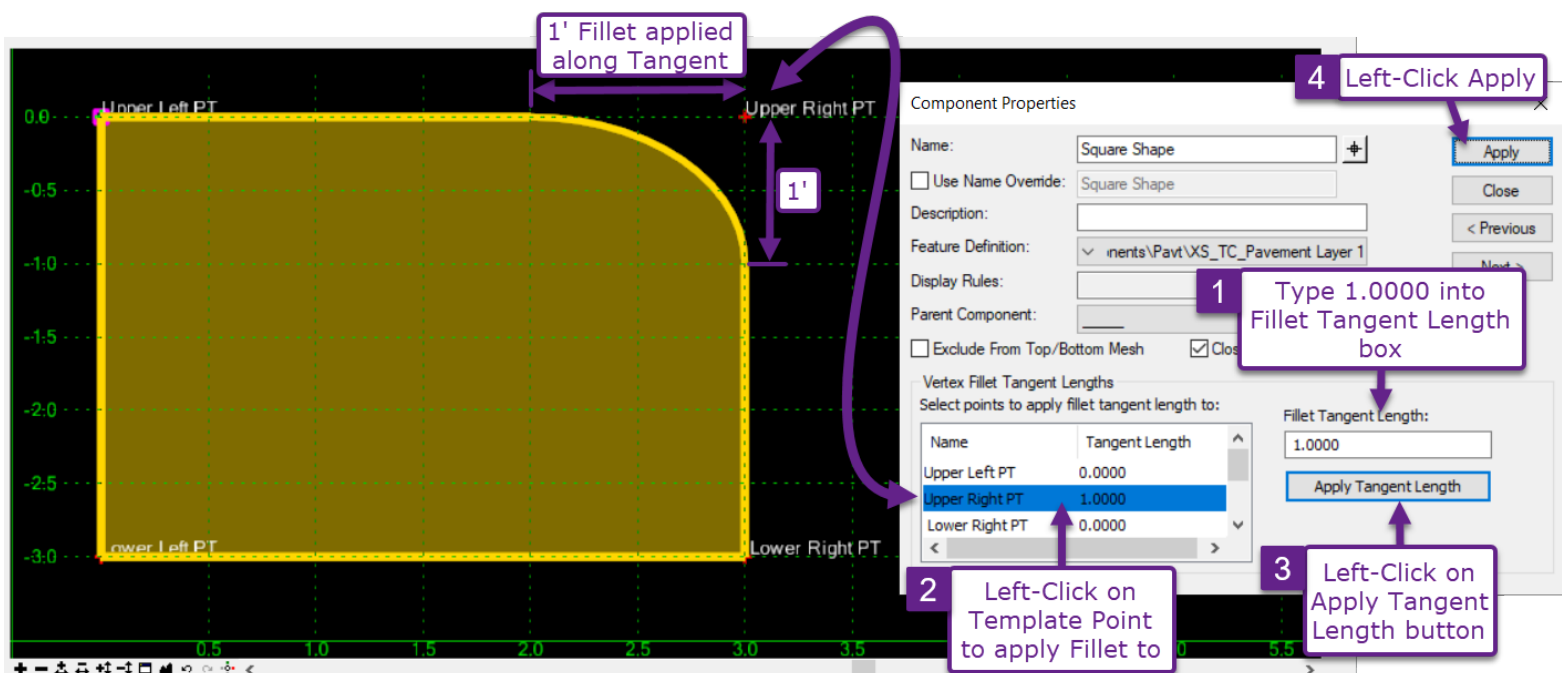 1' Fillet applied
along Tangent
4 Left-Click Apply
Upper Left PT
Upper Right PT
0.0
-0.5
1'
-1.0
-1.5
-2.0
-2.5
-3.0
Lower Left PT
Lower Right PT
0.5 1.0 1.5 2.0 3.0 3.5 5.5
Component Properties
Name: Square Shape
Apply
Use Name Override: Square Shape
Close
Description:
< Previous
Feature Definition: nents\Pavt\XS_TC_Pavement Layer 1
Next >
Display Rules:
Parent Component:
1 Type 1.0000 into
Fillet Tangent Length
box
Exclude From Top/Bottom Mesh Clos
Vertex Fillet Tangent Lengths
Select points to apply fillet tangent length to:
Fillet Tangent Length:
Name Tangent Length
1.0000
Upper Left PT 0.0000
Upper Right PT 1.0000
Apply Tangent Length
Lower Right PT 0.0000
2 Left-Click on
Template Point
to apply Fillet to
3 Left-Click on
Apply Tangent
Length button